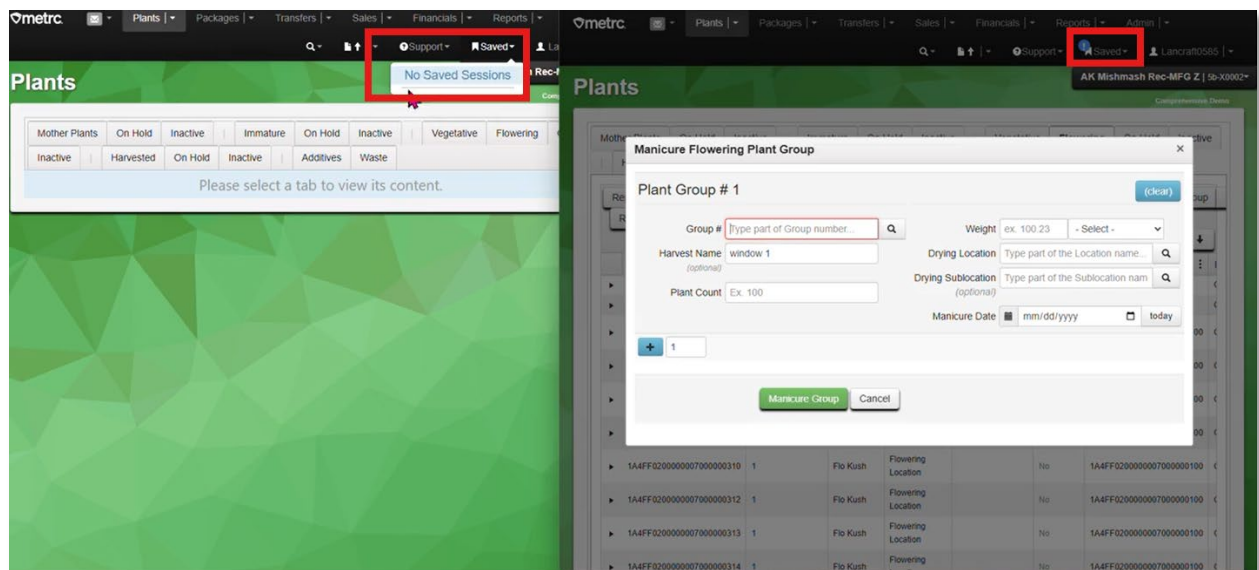 metrc. Plants | Packages | Transfers | Sales | Financials | Reports |
Support Saved
No Saved Sessions
Plants
Mother Plants On Hold Inactive | Immature On Hold Inactive | Vegetative Flowering
Inactive | Harvested On Hold Inactive | Additives Waste
Please select a tab to view its content.
metrc. Plants | Packages | Transfers | Sales | Financials | Reports | Admin |
Support Saved Lancraft0565 |
AK Mishmash Rec-MFG Z | 5b-X0002
Comprehensive Demo
Plants
Manicure Flowering Plant Group ×
Plant Group # 1 (clear)
Group # Type part of Group number... Weight ex. 100.23 - Select -
Harvest Name window 1 Drying Location Type part of the Location name...
(optional)
Plant Count Ex. 100 Drying Sublocation Type part of the Sublocation nam
(optional)
Manicure Date mm/dd/yyyy today
+ 1
Manicure Group Cancel
1A4FF0200000007000000310 1 Flo Kush Flowering Location No 1A4FF0200000007000000100
1A4FF0200000007000000312 1 Flo Kush Flowering Location No 1A4FF0200000007000000100
1A4FF0200000007000000313 1 Flo Kush Flowering Location No 1A4FF0200000007000000100
1A4FF0200000007000000314 1 Flo Kush Flowering No 1A4FF0200000007000000100